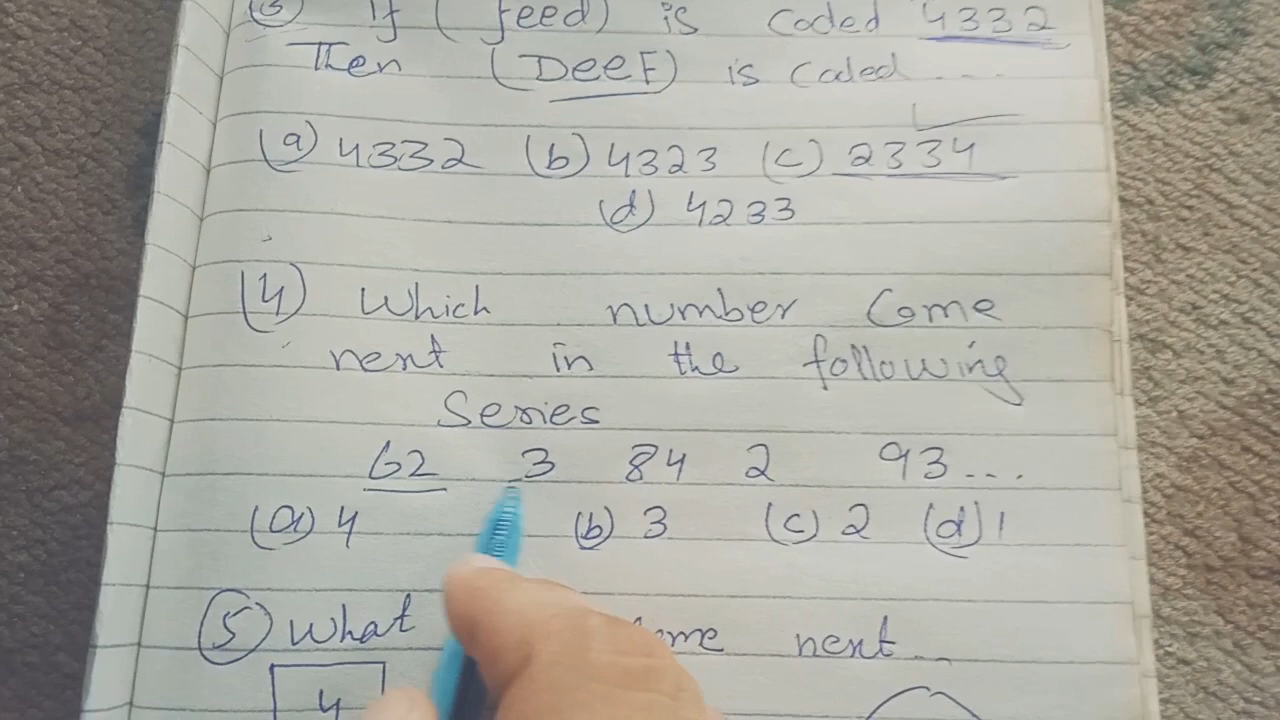 (3) If (feed) is Coded 4332
Then (DeeF) is Coded ...
(a) 4332 (b) 4323 (c) 2334
(d) 4233
(4) Which number Come
next in the following
Series
62 3 84 2 93...
(a) 4 (b) 3 (c) 2 (d) 1
(5) What next...
4